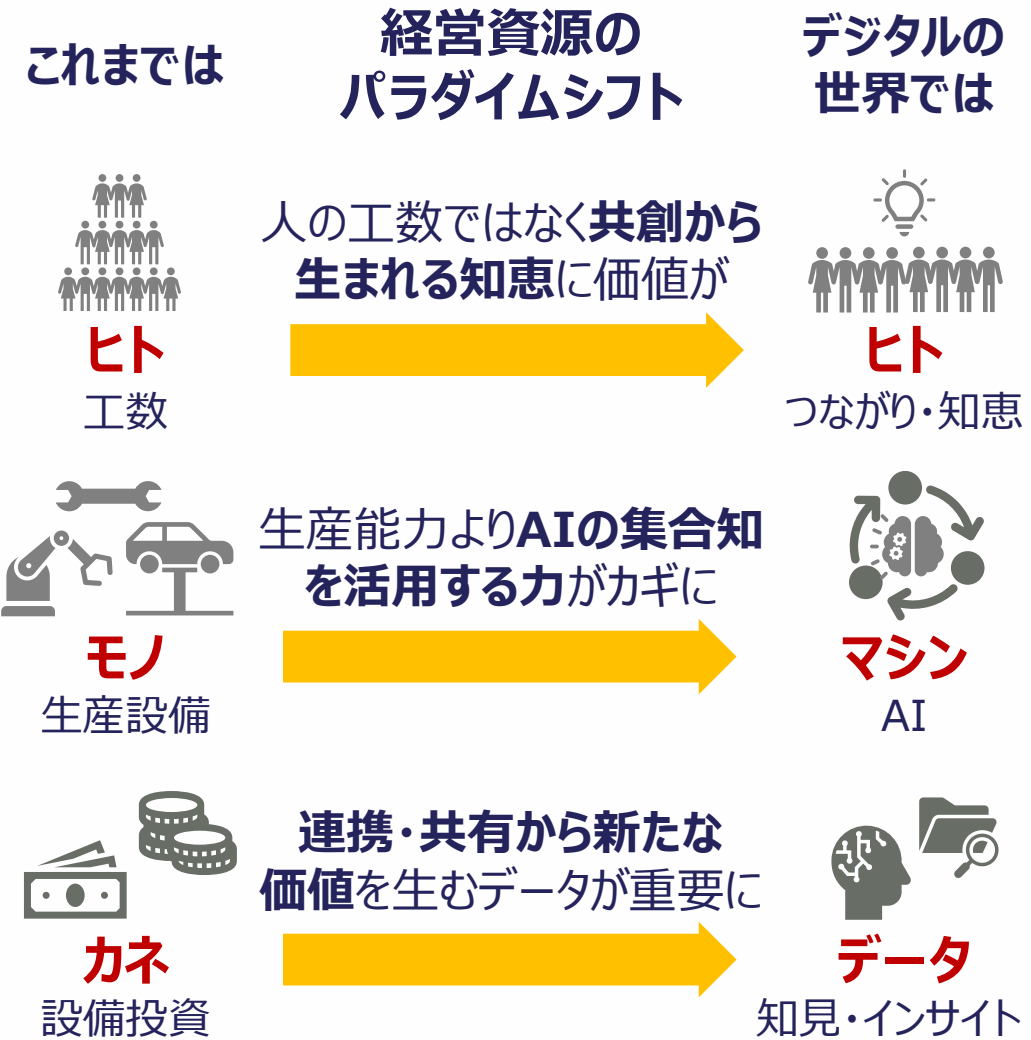 これまでは
経営資源の
パラダイムシフト
デジタルの
世界では
人の工数ではなく共創から
生まれる知恵に価値が
ヒト
工数
ヒト
つながり・知恵
生産能力よりAIの集合知
を活用する力がカギに
モノ
生産設備
マシン
AI
連携・共有から新たな
価値を生むデータが重要に
カネ
設備投資
データ
知見・インサイト